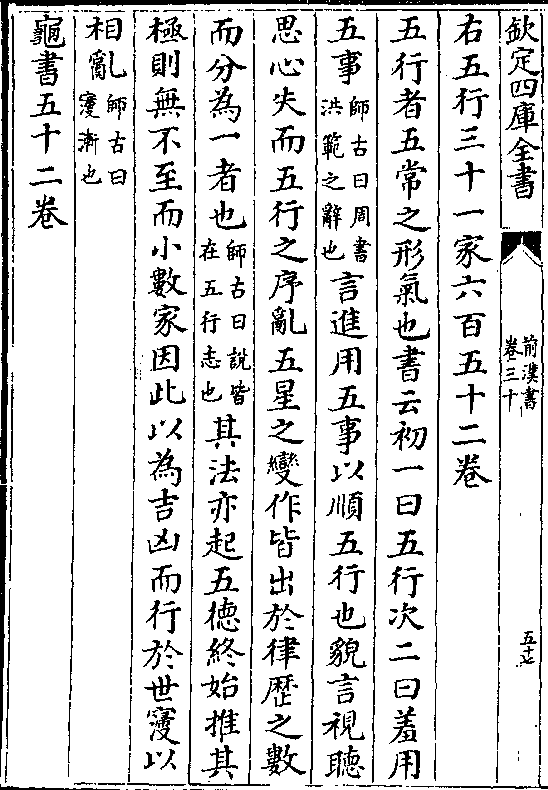 欽定四庫全書
前漢書
卷三十
五十七
右五行三十一家六百五十二卷
五行者五常之形氣也書云初一曰五行次二曰羞用
五事師古曰周書洪範之辭也言進用五事以順五行也貌言視聽
思心失而五行之序亂五星之變作皆出於律歷之數
而分為一者也師古曰說皆在五行志也其法亦起五德終始推其
極則無不至而小數家因此以為吉凶而行於世寖以
相亂師古曰寖漸也
龜書五十二卷